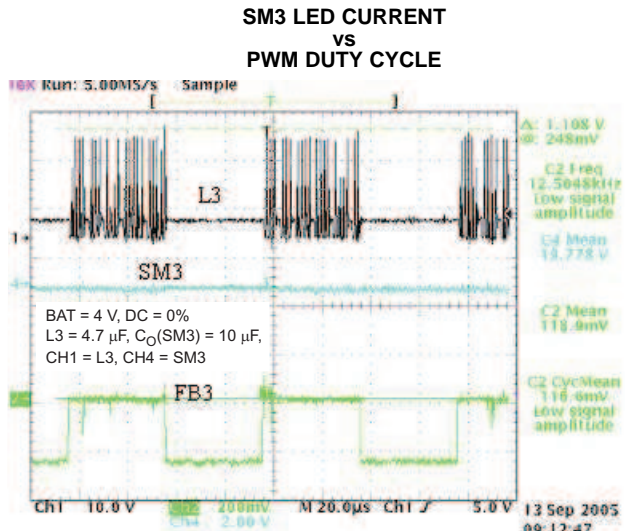 SM3 LED CURRENT
vs
PWM DUTY CYCLE
Run: 5.00MS/s Sample
[ T ]
Δ: 1.108 V
@: 248mV
C2 Freq
12.5048kHz
Low signal
amplitude
L3
1
C4 Mean
SM3
BAT = 4 V, DC = 0%
L3 = 4.7 μF, CO(SM3) = 10 μF,
CH1 = L3, CH4 = SM3
C2 Mean
118.9mV
FB3
C2 CycMean
116.6mV
Low signal
amplitude
Ch1 10.0 V 200mV M 20.0µs Ch1 5.0 V
Ch4 2.00 V
13 Sep 2005
09:12:47